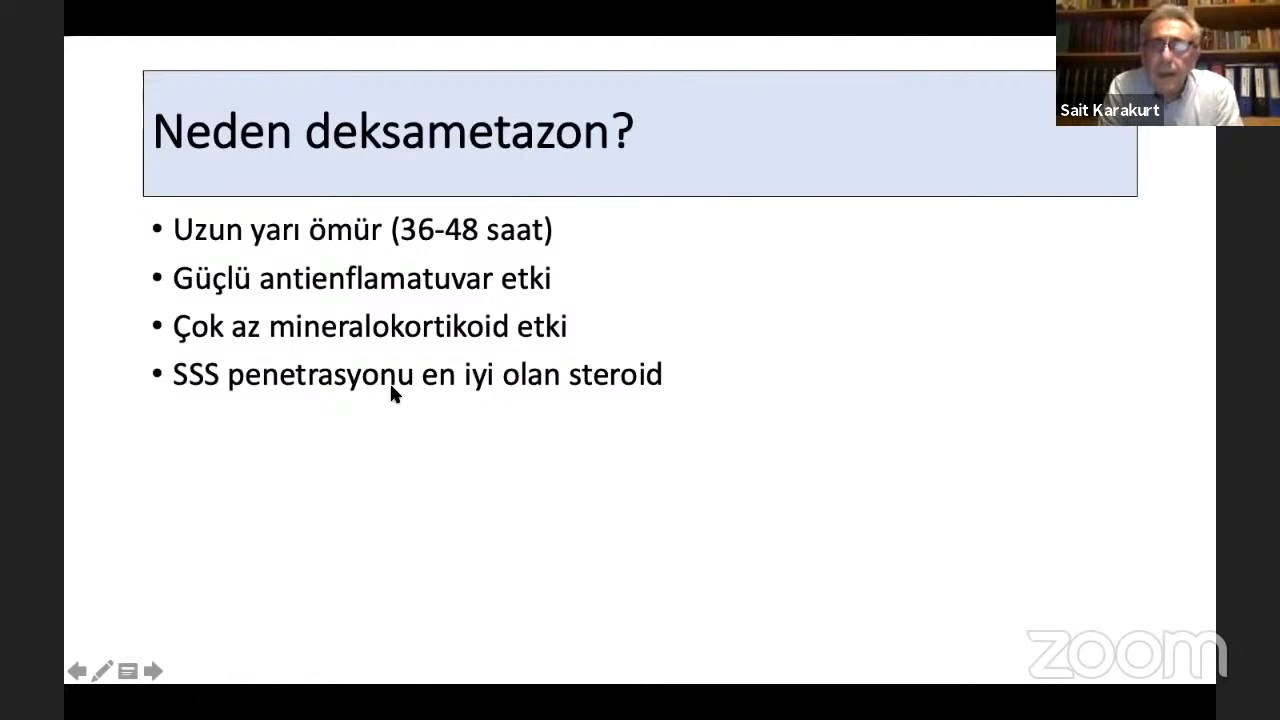 Sait Karakurt
Neden deksametazon?
• Uzun yarı ömür (36-48 saat)
• Güçlü antienflamatuvar etki
• Çok az mineralokortikoid etki
• SSS penetrasyonu en iyi olan steroid
zoom